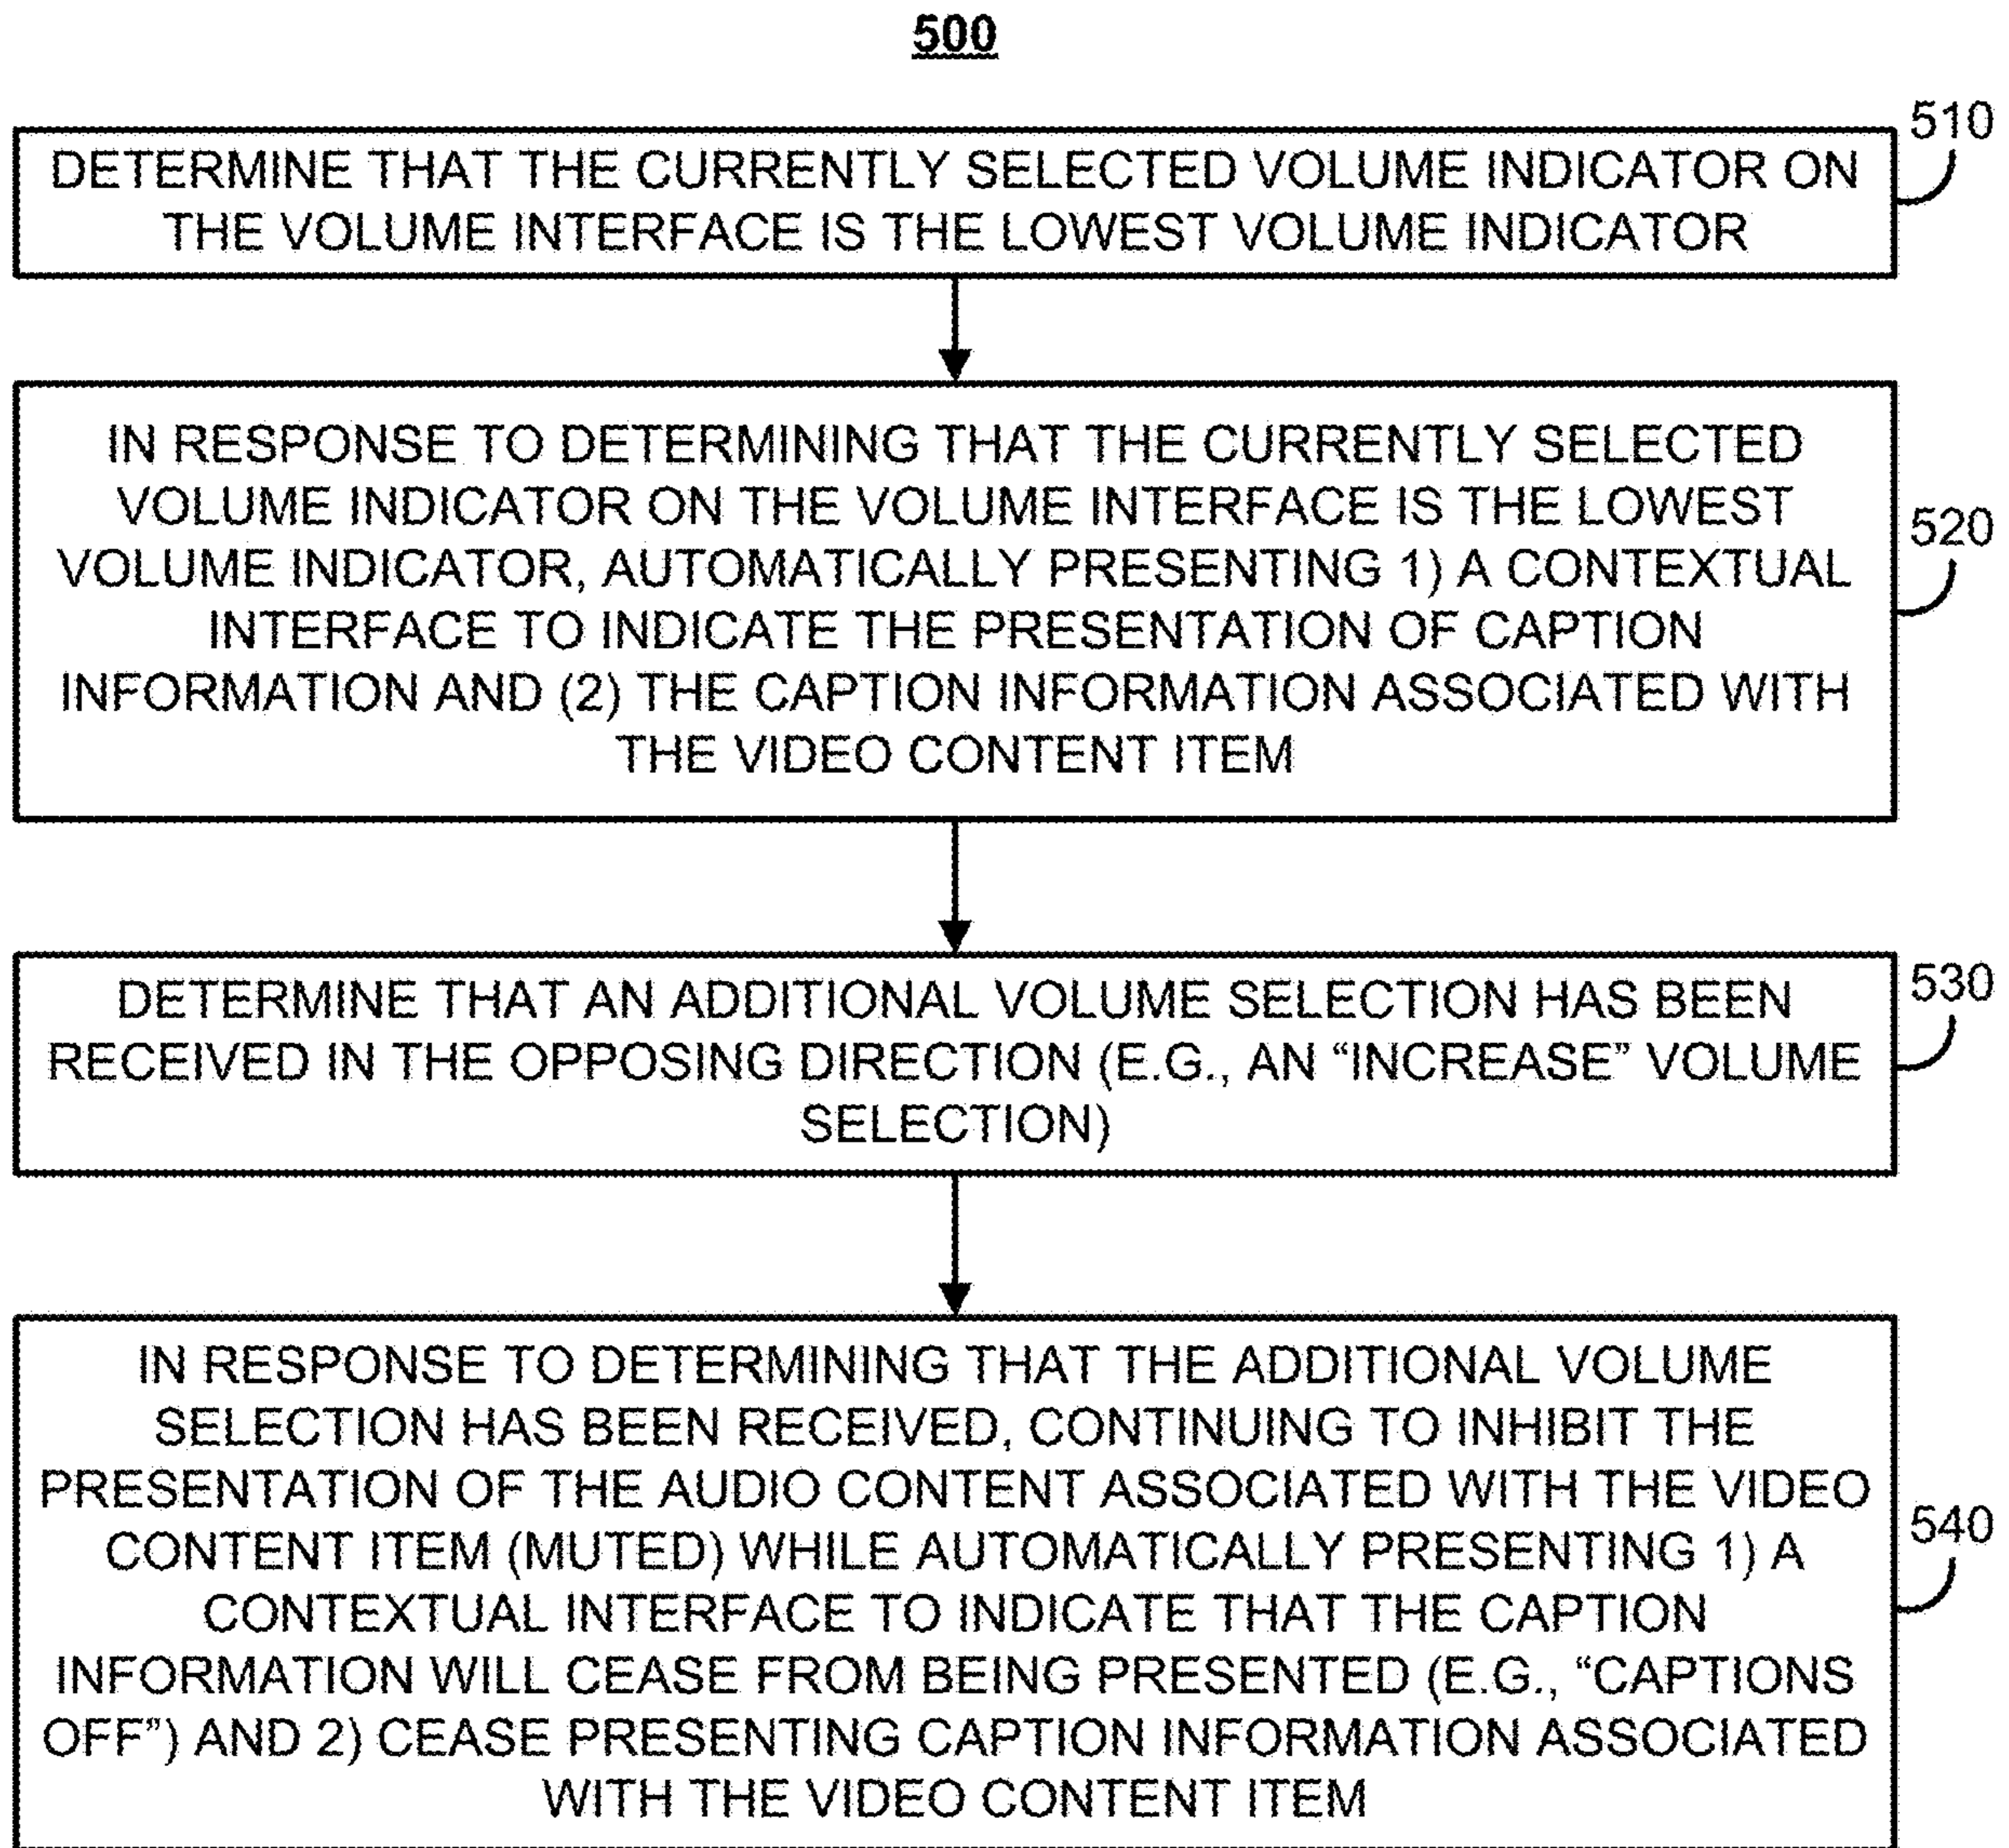 500
510
DETERMINE THAT THE CURRENTLY SELECTED VOLUME INDICATOR ON
THE VOLUME INTERFACE IS THE LOWEST VOLUME INDICATOR
520
IN RESPONSE TO DETERMINING THAT THE CURRENTLY SELECTED
VOLUME INDICATOR ON THE VOLUME INTERFACE IS THE LOWEST
VOLUME INDICATOR, AUTOMATICALLY PRESENTING 1) A CONTEXTUAL
INTERFACE TO INDICATE THE PRESENTATION OF CAPTION
INFORMATION AND (2) THE CAPTION INFORMATION ASSOCIATED WITH
THE VIDEO CONTENT ITEM
530
DETERMINE THAT AN ADDITIONAL VOLUME SELECTION HAS BEEN
RECEIVED IN THE OPPOSING DIRECTION (E.G., AN “INCREASE” VOLUME
SELECTION)
540
IN RESPONSE TO DETERMINING THAT THE ADDITIONAL VOLUME
SELECTION HAS BEEN RECEIVED, CONTINUING TO INHIBIT THE
PRESENTATION OF THE AUDIO CONTENT ASSOCIATED WITH THE VIDEO
CONTENT ITEM (MUTED) WHILE AUTOMATICALLY PRESENTING 1) A
CONTEXTUAL INTERFACE TO INDICATE THAT THE CAPTION
INFORMATION WILL CEASE FROM BEING PRESENTED (E.G., “CAPTIONS
OFF”) AND 2) CEASE PRESENTING CAPTION INFORMATION ASSOCIATED
WITH THE VIDEO CONTENT ITEM